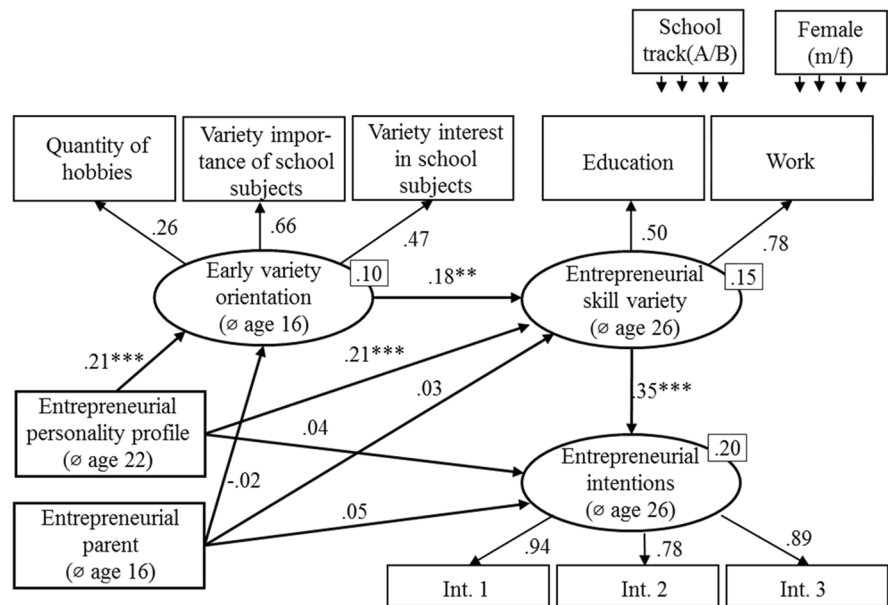 School
track(A/B)
Female
(m/f)
Quantity of
hobbies
Variety impor-
tance of school
subjects
Variety interest
in school
subjects
Education
Work
.26
.66
.47
.50
.78
Early variety
orientation
(ø age 16)
.10
.18**
Entrepreneurial
skill variety
(ø age 26)
.15
.21***
.21***
.03
.35***
Entrepreneurial
personality profile
(ø age 22)
.04
-.02
Entrepreneurial
intentions
(ø age 26)
.20
Entrepreneurial
parent
(ø age 16)
.05
.94
.78
.89
Int. 1
Int. 2
Int. 3